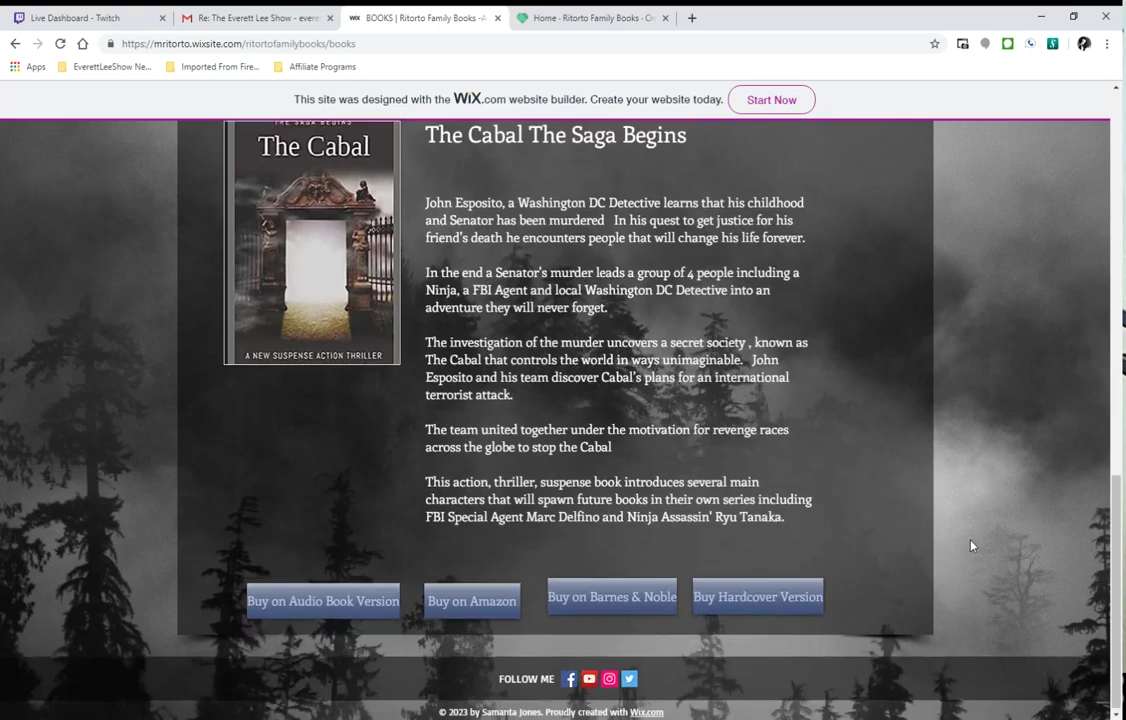 Live Dashboard - Twitch
Re: The Everett Lee Show - evere
BOOKS | Ritorto Family Books -A
Home · Ritorto Family Books · On
https://mritorto.wixsite.com/ritortofamilybooks/books
Apps
EverettLeeShow Ne...
Imported From Fire...
Affiliate Programs
This site was designed with the WiX.com website builder. Create your website today.
Start Now
THE SAGA BEGINS
The Cabal
A NEW SUSPENSE ACTION THRILLER
The Cabal The Saga Begins
John Esposito, a Washington DC Detective learns that his childhood
and Senator has been murdered   In his quest to get justice for his
friend's death he encounters people that will change his life forever.
In the end a Senator's murder leads a group of 4 people including a
Ninja, a FBI Agent and local Washington DC Detective into an
adventure they will never forget.
The investigation of the murder uncovers a secret society , known as
The Cabal that controls the world in ways unimaginable.   John
Esposito and his team discover Cabal's plans for an international
terrorist attack.
The team united together under the motivation for revenge races
across the globe to stop the Cabal
This action, thriller, suspense book introduces several main
characters that will spawn future books in their own series including
FBI Special Agent Marc Delfino and Ninja Assassin' Ryu Tanaka.
Buy on Audio Book Version
Buy on Amazon
Buy on Barnes & Noble
Buy Hardcover Version
FOLLOW ME
© 2023 by Samanta Jones. Proudly created with Wix.com